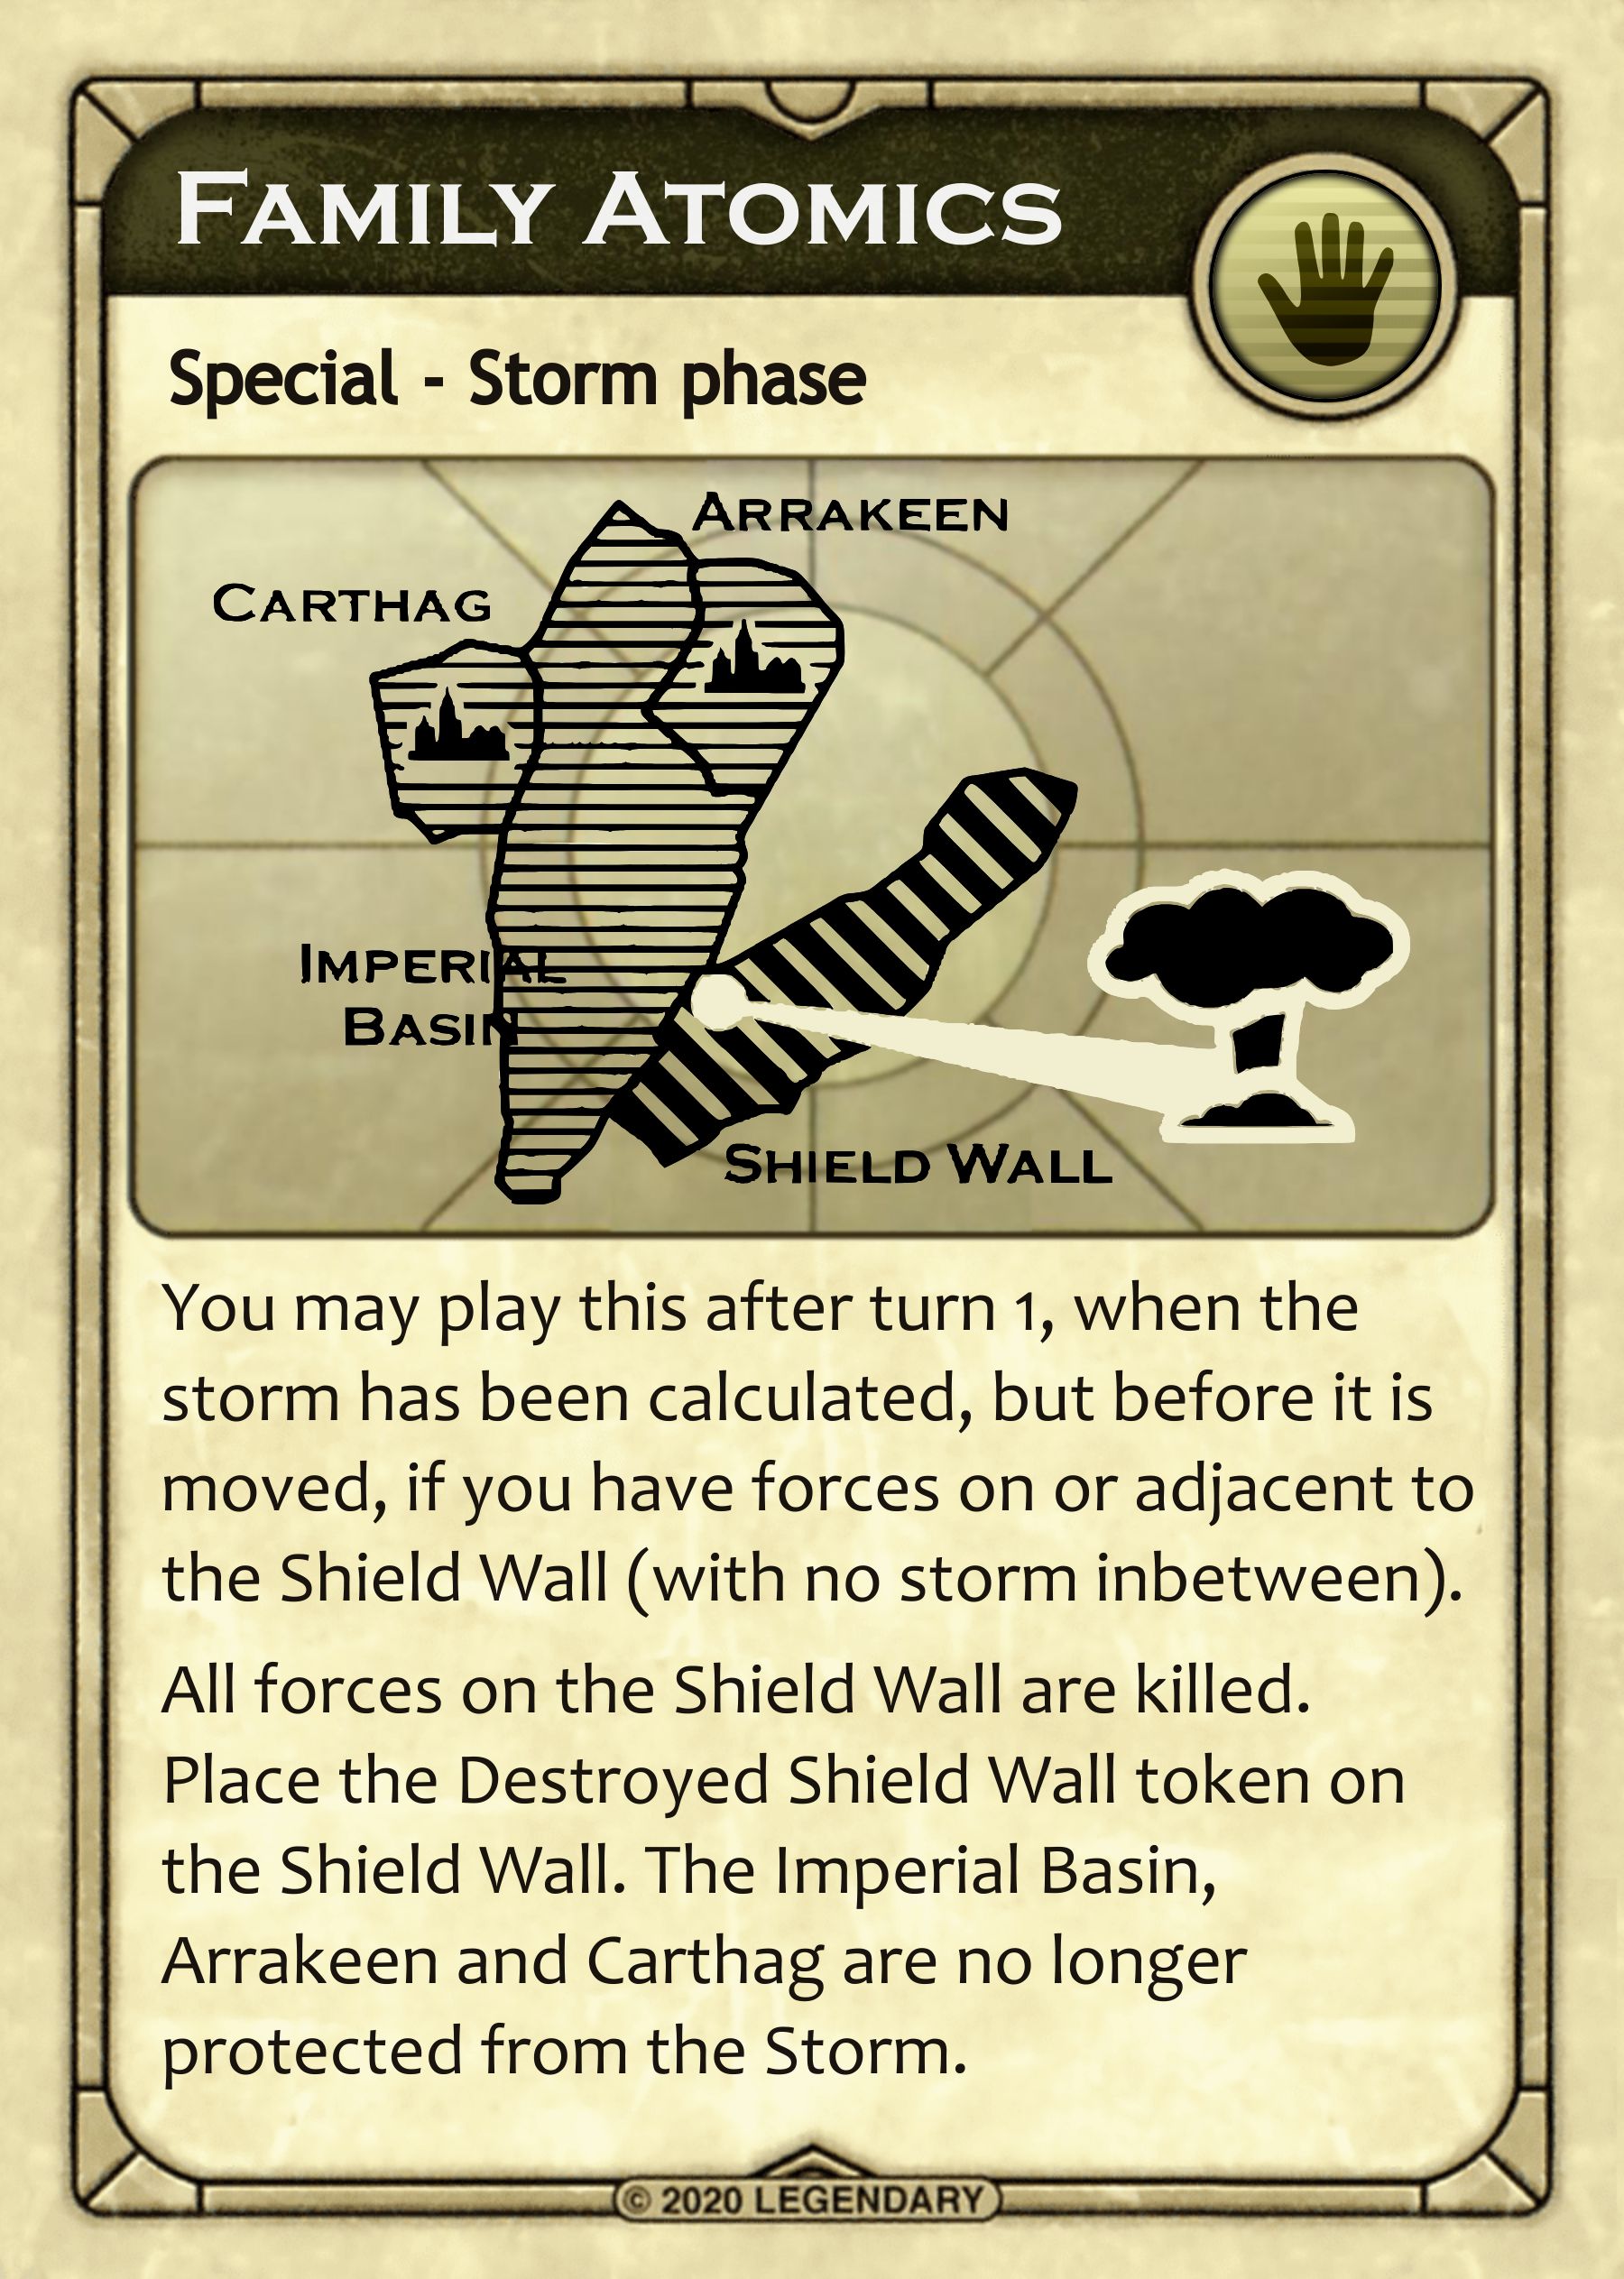 FAMILY ATOMICS
Special - Storm phase
ARRAKEEN
CARTHAG
IMPERIAL
BASIN
SHIELD WALL
You may play this after turn 1, when the
storm has been calculated, but before it is
moved, if you have forces on or adjacent to
the Shield Wall (with no storm inbetween).
All forces on the Shield Wall are killed.
Place the Destroyed Shield Wall token on
the Shield Wall. The Imperial Basin,
Arrakeen and Carthag are no longer
protected from the Storm.
© 2020 LEGENDARY